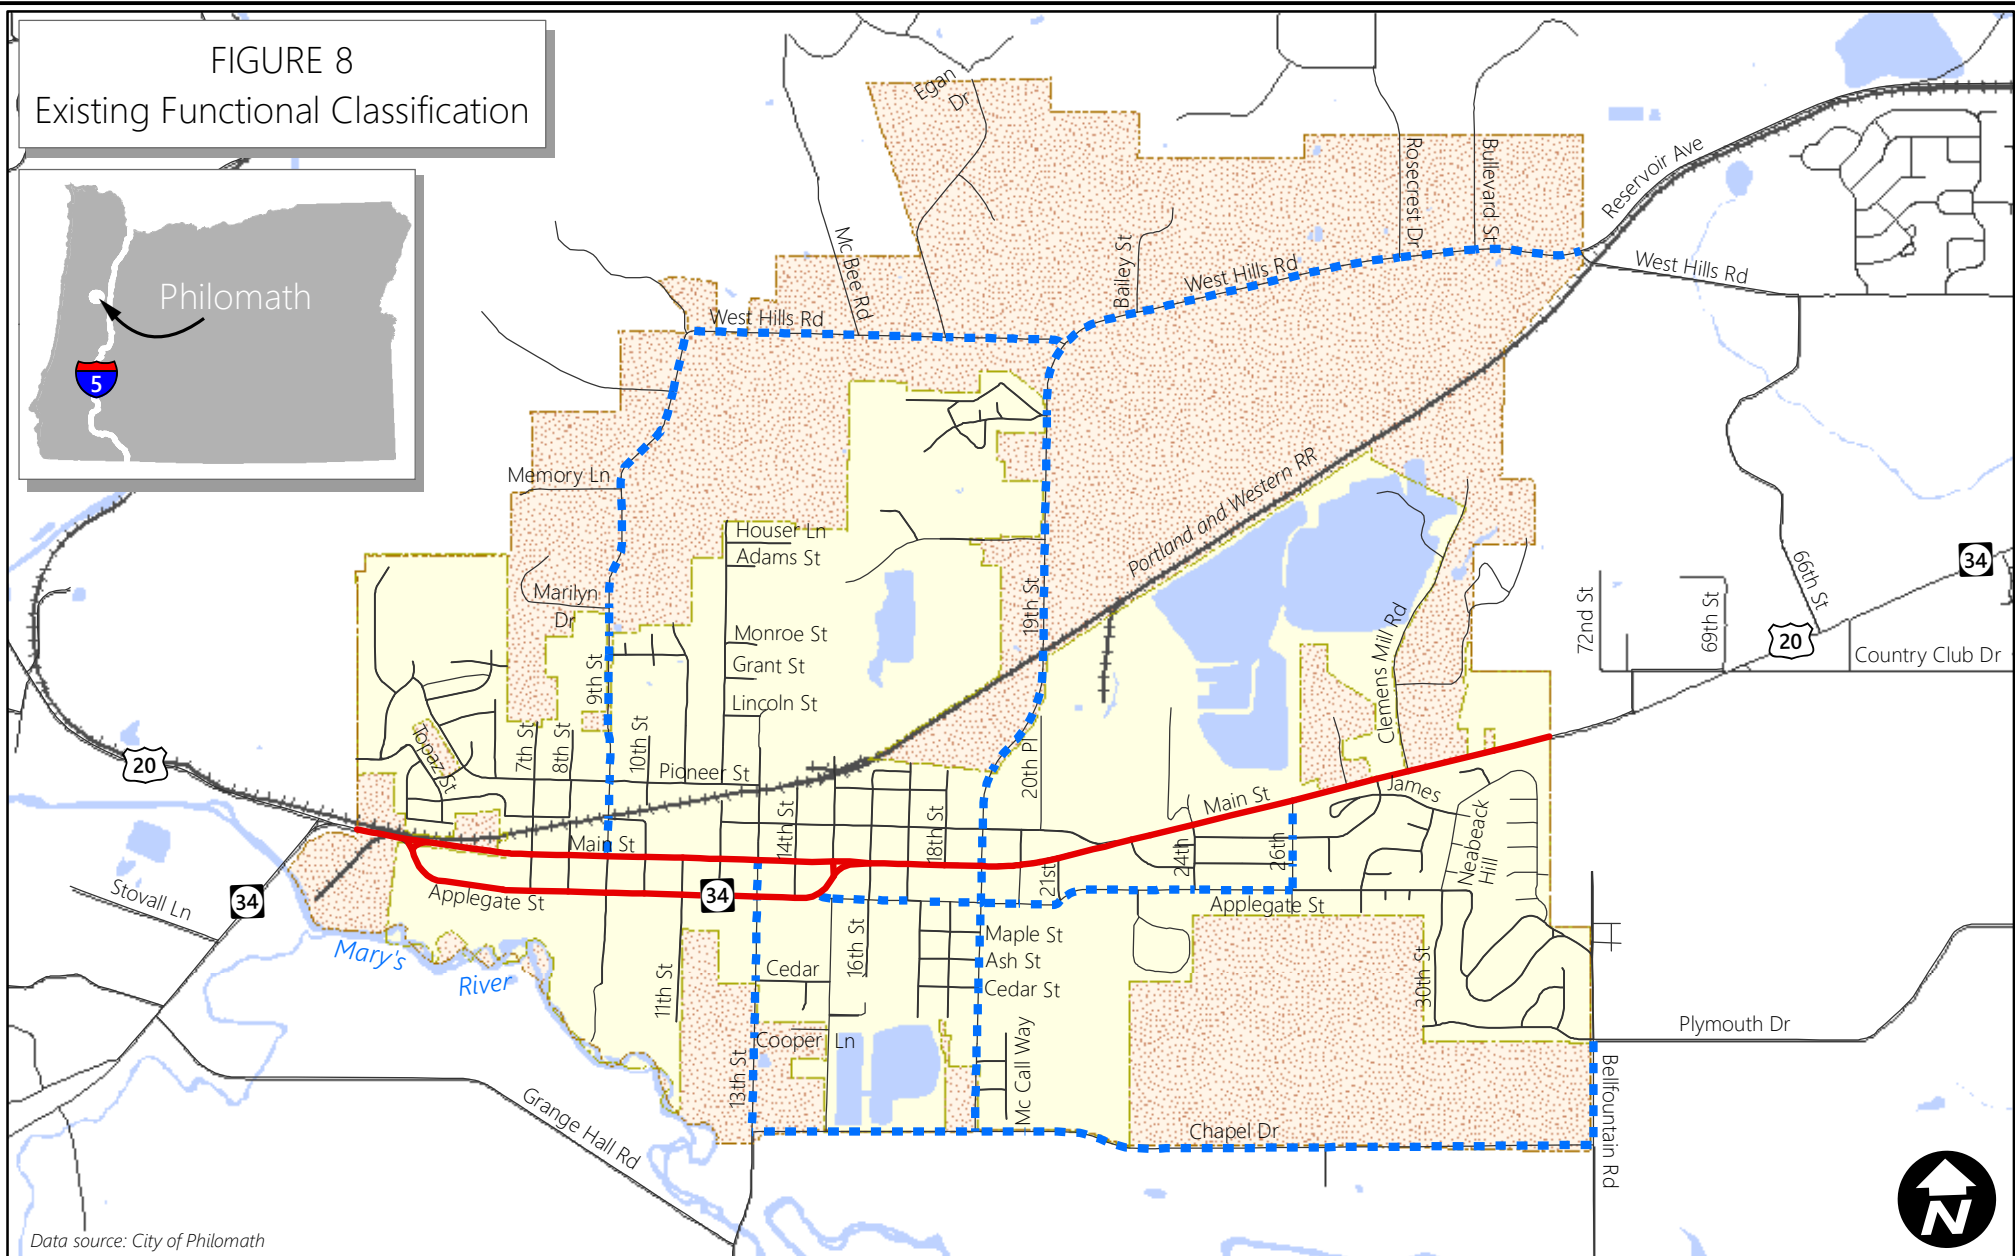 FIGURE 8
Existing Functional Classification
Philomath
5
Egan
Dr
Mc Bee Rd
Bailey St
West Hills Rd
Rosecrest Dr
Bullevard St
Reservoir Ave
West Hills Rd
West Hills Rd
Memory Ln
Houser Ln
Adams St
Marilyn
Dr
Monroe St
Grant St
Lincoln St
9th St
10th St
7th St
8th St
Topaz St
Pioneer St
19th St
20th Pl
Portland and Western RR
Clemens Mill Rd
72nd St
69th St
66th St
34
20
Country Club Dr
20
Main St
14th St
18th St
Main St
James
Neabeack
Hill
24th
26th
21st
34
Applegate St
34
Applegate St
Stovall Ln
Mary's
River
Maple St
Ash St
Cedar St
Cedar
16th St
11th St
30th St
Cooper Ln
13th St
Mc Call Way
Plymouth Dr
Bellfountain Rd
Chapel Dr
Grange Hall Rd
N
Data source: City of Philomath